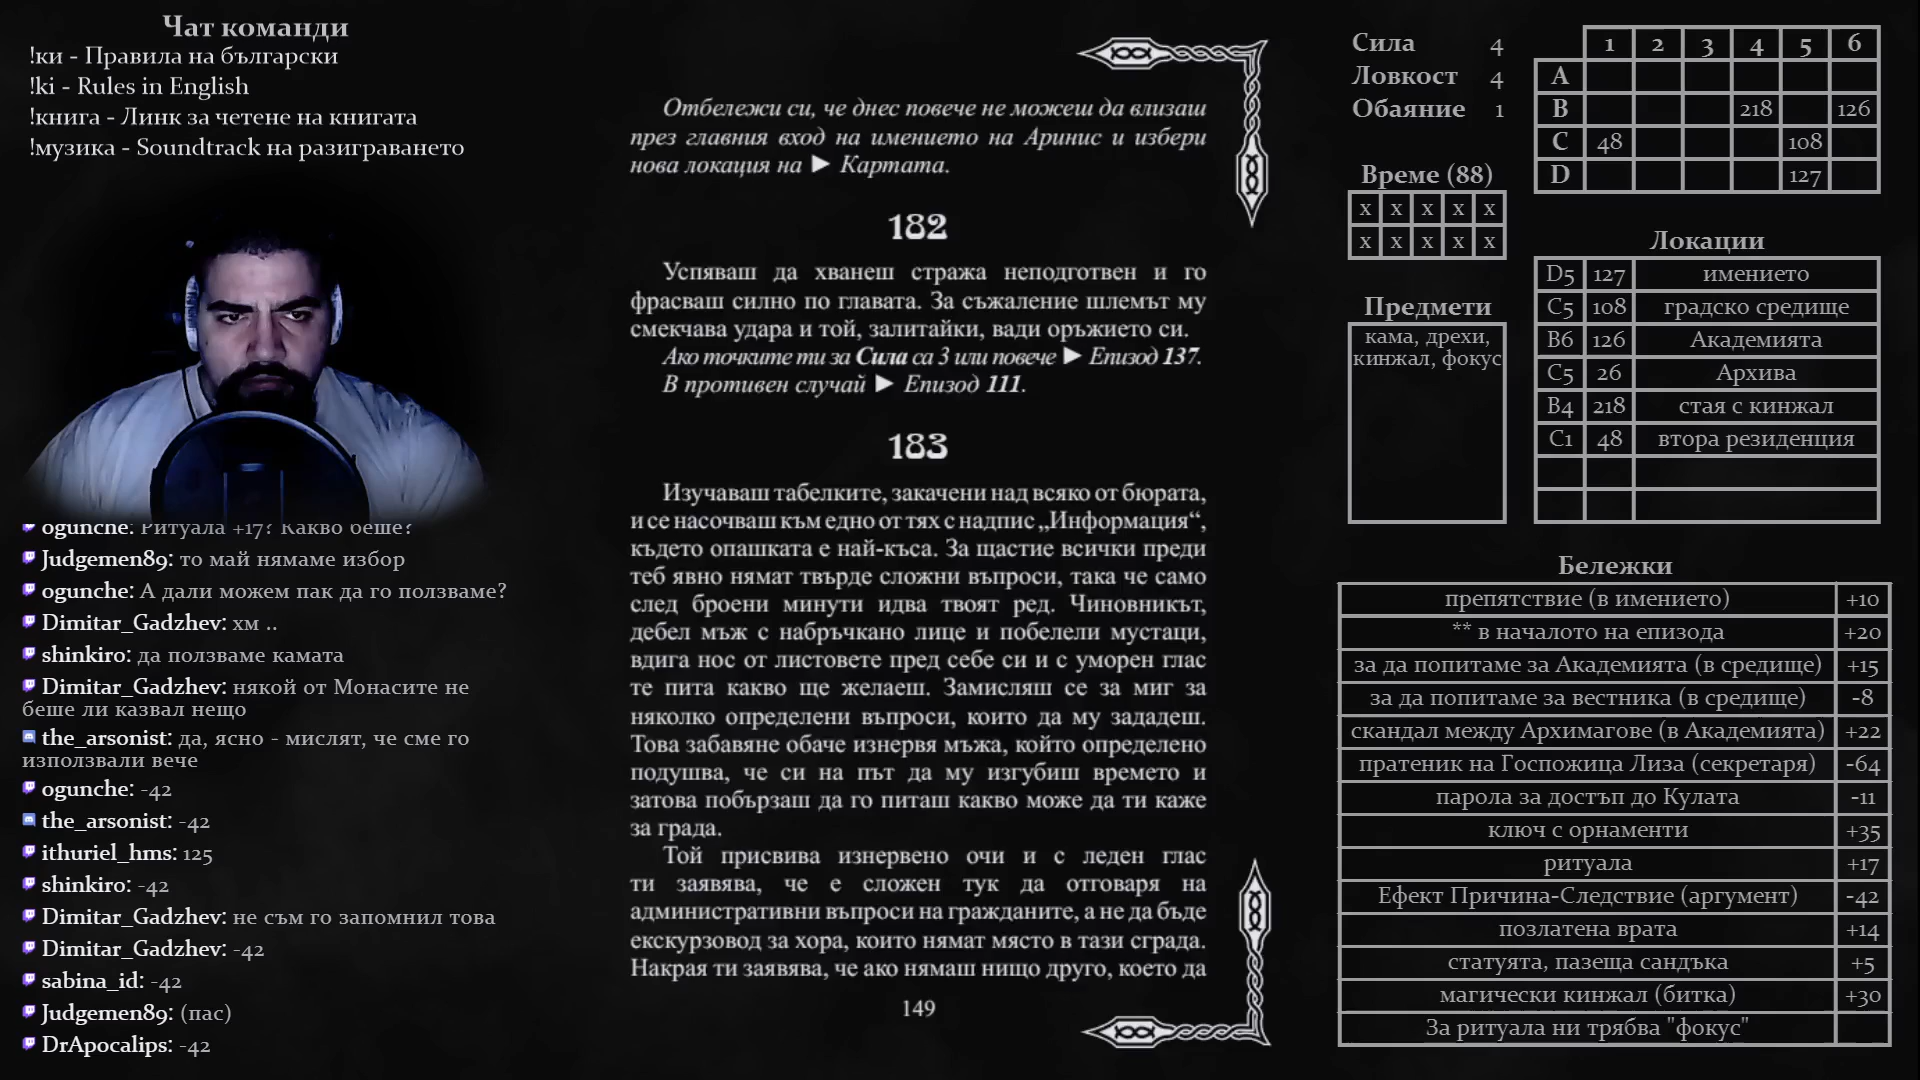 Чат команди
!ки - Правила на български
!ki - Rules in English
!книга - Линк за четене на книгата
!музика - Soundtrack на разиграването
ogunche: Ритуала +17? Какво беше?
Judgemen89: то май нямаме избор
ogunche: А дали можем пак да го ползваме?
Dimitar_Gadzhev: хм ..
shinkiro: да ползваме камата
Dimitar_Gadzhev: някой от Монасите не
беше ли казвал нещо
the_arsonist: да, ясно - мислят, че сме го
използвали вече
ogunche: -42
the_arsonist: -42
ithuriel_hms: 125
shinkiro: -42
Dimitar_Gadzhev: не съм го запомнил това
Dimitar_Gadzhev: -42
sabina_id: -42
Judgemen89: (пас)
DrApocalips: -42
Отбележи си, че днес повече не можеш да влизаш
през главния вход на имението на Аринис и избери
нова локация на ► Картата.
182
Успяваш да хванеш стража неподготвен и го
фрасваш силно по главата. За съжаление шлемът му
смекчава удара и той, залитайки, вади оръжието си.
Ако точките ти за Сила са 3 или повече ► Епизод 137.
В противен случай ► Епизод 111.
183
Изучаваш табелките, закачени над всяко от бюрата,
и се насочваш към едно от тях с надпис „Информация“,
където опашката е най-къса. За щастие всички преди
теб явно нямат твърде сложни въпроси, така че само
след броени минути идва твоят ред. Чиновникът,
дебел мъж с набръчкано лице и побелели мустаци,
вдига нос от листовете пред себе си и с уморен глас
те пита какво ще желаеш. Замисляш се за миг за
няколко определени въпроси, които да му зададеш.
Това забавяне обаче изнервя мъжа, който определено
подушва, че си на път да му изгубиш времето и
затова побързаш да го питаш какво може да ти каже
за града.
Той присвива изнервено очи и с леден глас
ти заявява, че е сложен тук да отговаря на
административни въпроси на гражданите, а не да бъде
екскурзовод за хора, които нямат място в тази сграда.
Накрая ти заявява, че ако нямаш нищо друго, което да
149
Сила 4
Ловкост 4
Обаяние 1
Време (88)
x x x x x
x x x x x
Предмети
кама, дрехи,
кинжал, фокус
1 2 3 4 5 6
A
B 218 126
C 48 108
D 127
Локации
D5 127 имението
C5 108 градско средище
B6 126 Академията
C5 26 Архива
B4 218 стая с кинжал
C1 48 втора резиденция
Бележки
препятствие (в имението) +10
** в началото на епизода +20
за да попитаме за Академията (в средище) +15
за да попитаме за вестника (в средище) -8
скандал между Архимагове (в Академията) +22
пратеник на Госпожица Лиза (секретаря) -64
парола за достъп до Кулата -11
ключ с орнаменти +35
ритуала +17
Ефект Причина-Следствие (аргумент) -42
позлатена врата +14
статуята, пазеща сандъка +5
магически кинжал (битка) +30
За ритуала ни трябва "фокус"